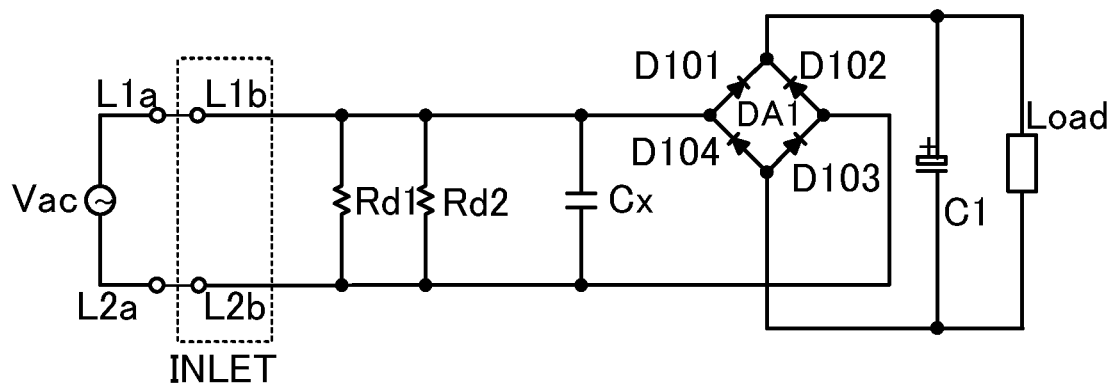 D101
D102
L1a
L1b
DA1
Load
D104
D103
Vac
~
Rd1
Rd2
Cx
+
C1
L2a
L2b
INLET